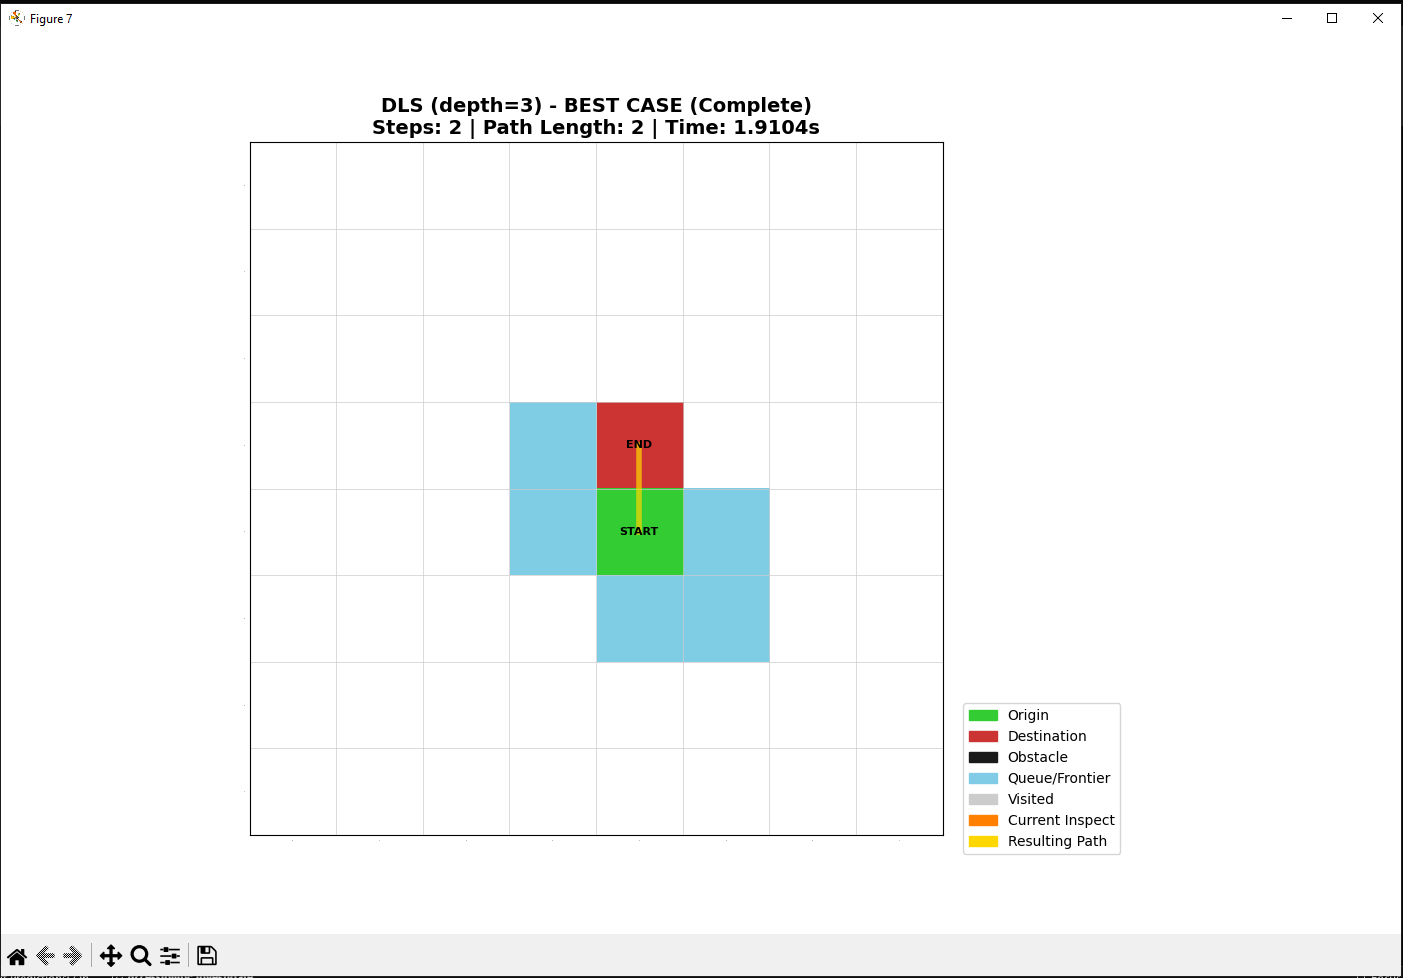 Figure 7
DLS (depth=3) - BEST CASE (Complete)
Steps: 2 | Path Length: 2 | Time: 1.9104s
END
START
Origin
Destination
Obstacle
Queue/Frontier
Visited
Current Inspect
Resulting Path